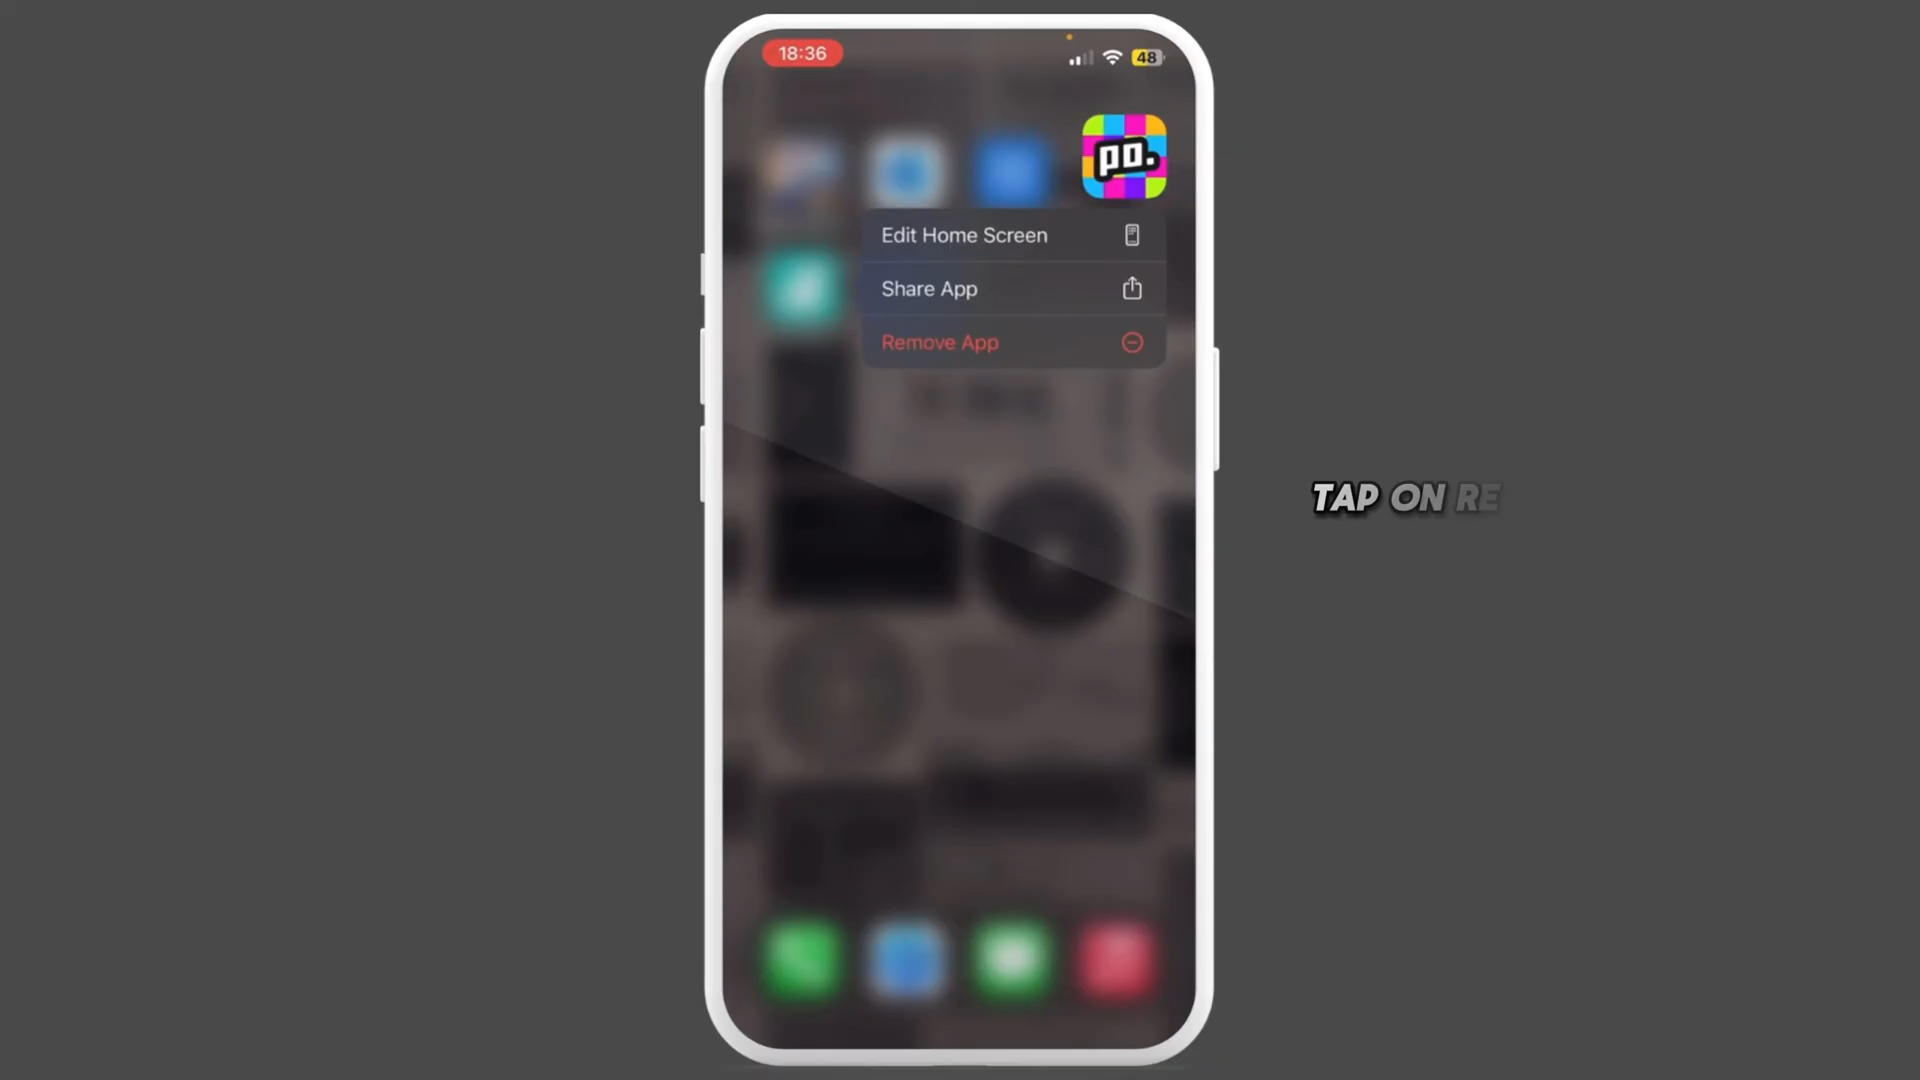 18:36
48
po.
Edit Home Screen
Share App
Remove App
TAP ON RE